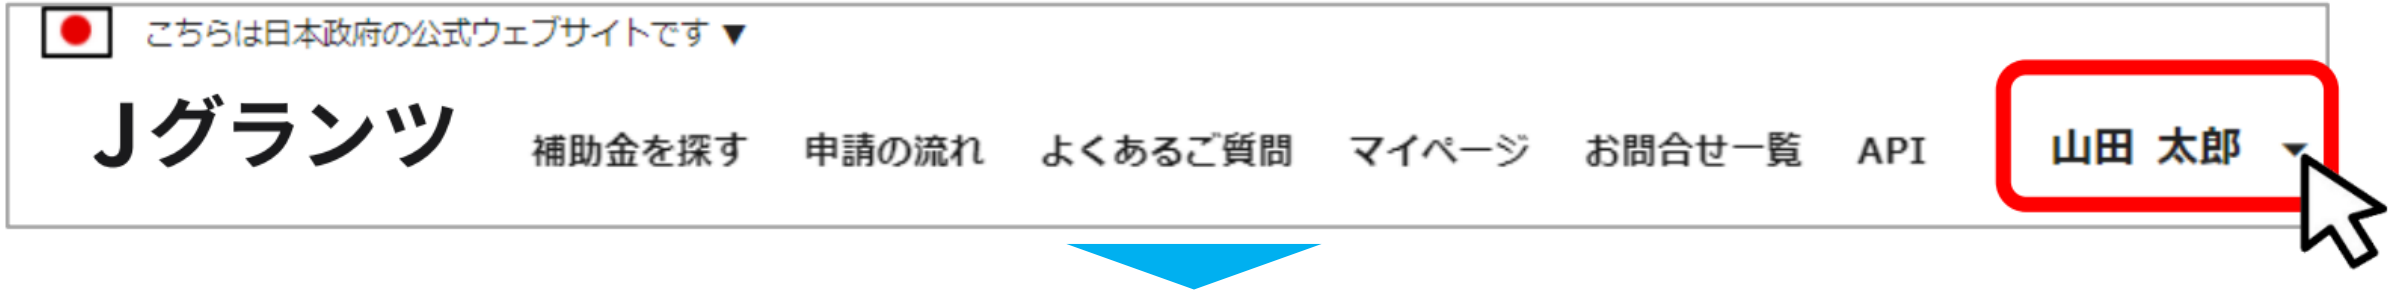 こちらは日本政府の公式ウェブサイトです ▼
Jグランツ 補助金を探す 申請の流れ よくあるご質問 マイページ お問合せ一覧 API 山田 太郎